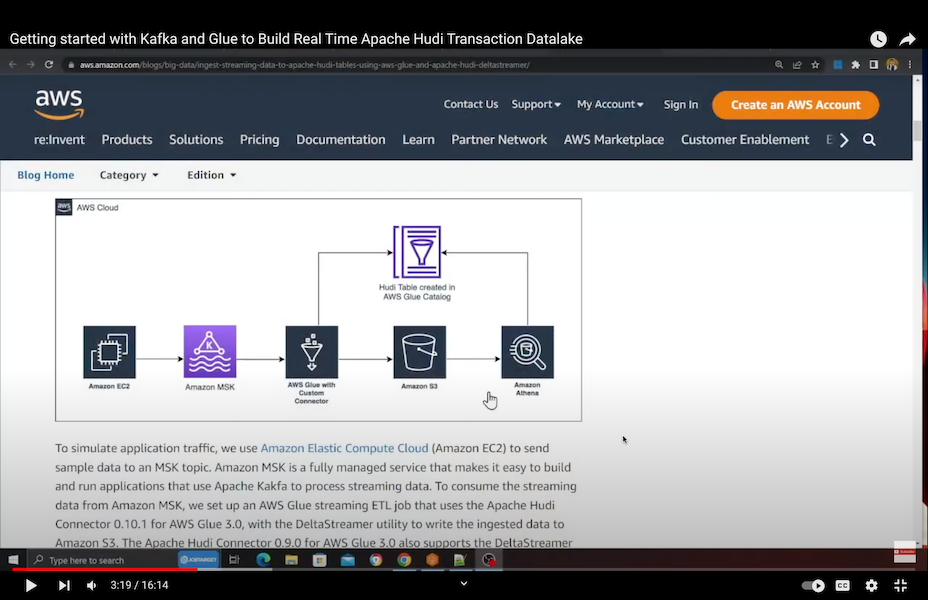 Getting started with Kafka and Glue to Build Real Time Apache Hudi Transaction Datalake
aws.amazon.com/blogs/big-data/ingest-streaming-data-to-apache-hudi-tables-using-aws-glue-and-apache-hudi-deltastreamer/
aws
Contact Us Support My Account Sign In Create an AWS Account
re:Invent Products Solutions Pricing Documentation Learn Partner Network AWS Marketplace Customer Enablement E
Blog Home Category Edition
aws AWS Cloud
Hudi Table created in
AWS Glue Catalog
Amazon EC2
Amazon MSK
AWS Glue with
Custom
Connector
Amazon S3
Amazon
Athena
To simulate application traffic, we use Amazon Elastic Compute Cloud (Amazon EC2) to send
sample data to an MSK topic. Amazon MSK is a fully managed service that makes it easy to build
and run applications that use Apache Kakfa to process streaming data. To consume the streaming
data from Amazon MSK, we set up an AWS Glue streaming ETL job that uses the Apache Hudi
Connector 0.10.1 for AWS Glue 3.0, with the DeltaStreamer utility to write the ingested data to
Amazon S3. The Apache Hudi Connector 0.9.0 for AWS Glue 3.0 also supports the DeltaStreamer
Type here to search
JOBTARGET
3:19 / 16:14
CC